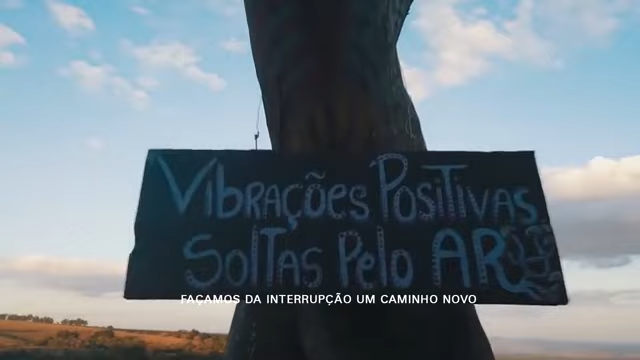 Vibrações Positivas
Soltas Pelo AR
FAÇAMOS DA INTERRUPÇÃO UM CAMINHO NOVO